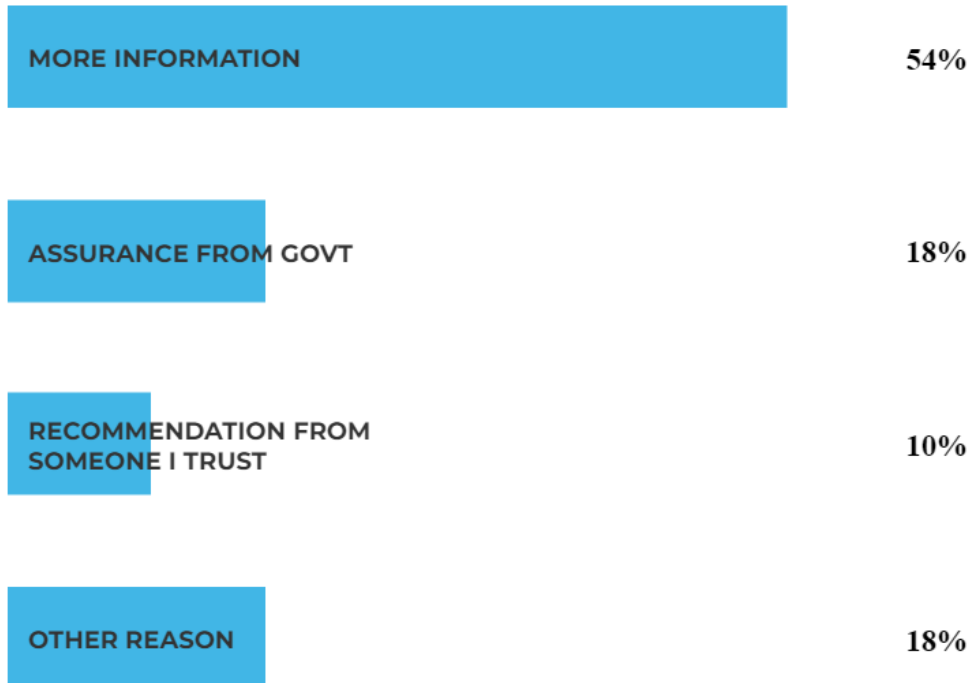 MORE INFORMATION 54%
ASSURANCE FROM GOVT 18%
RECOMMENDATION FROM
SOMEONE I TRUST 10%
OTHER REASON 18%